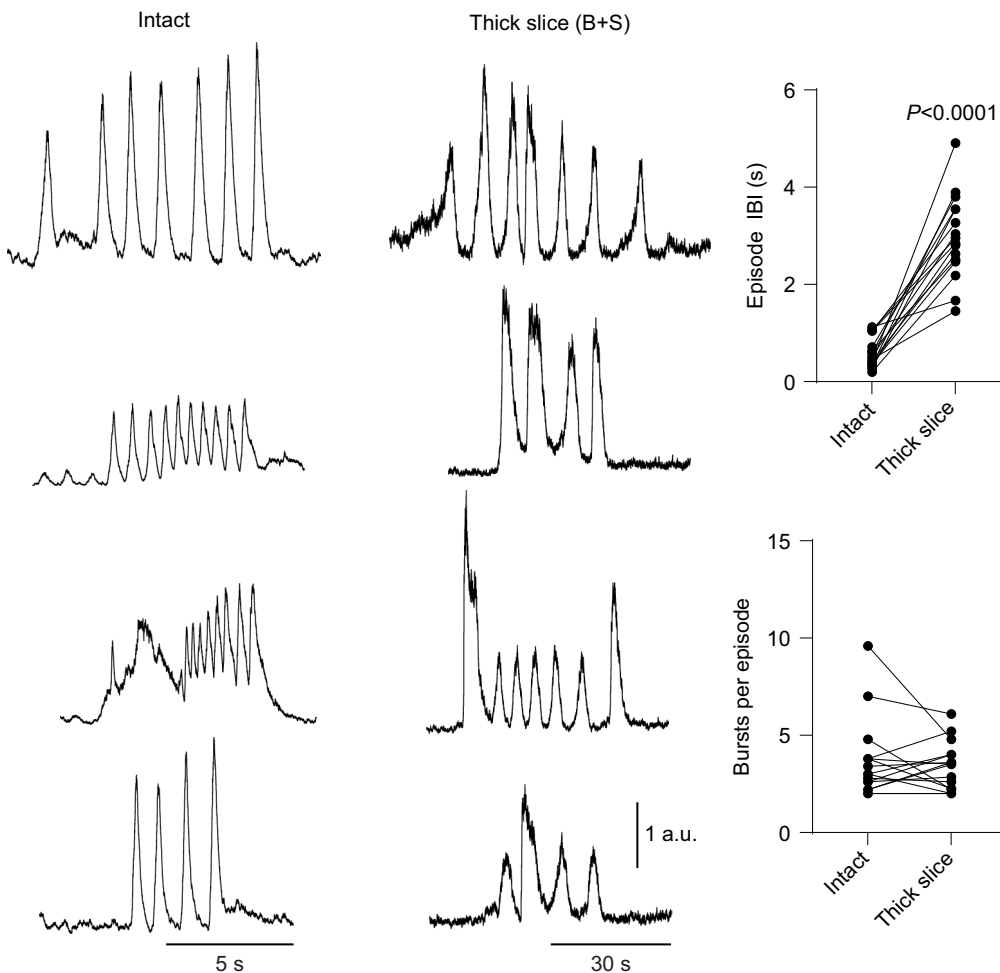 Intact
Thick slice (B+S)
6
P<0.0001
4
Episode IBI (s)
2
0
Intact
Thick slice
15
10
Bursts per episode
5
0
Intact
Thick slice
1 a.u.
5 s
30 s